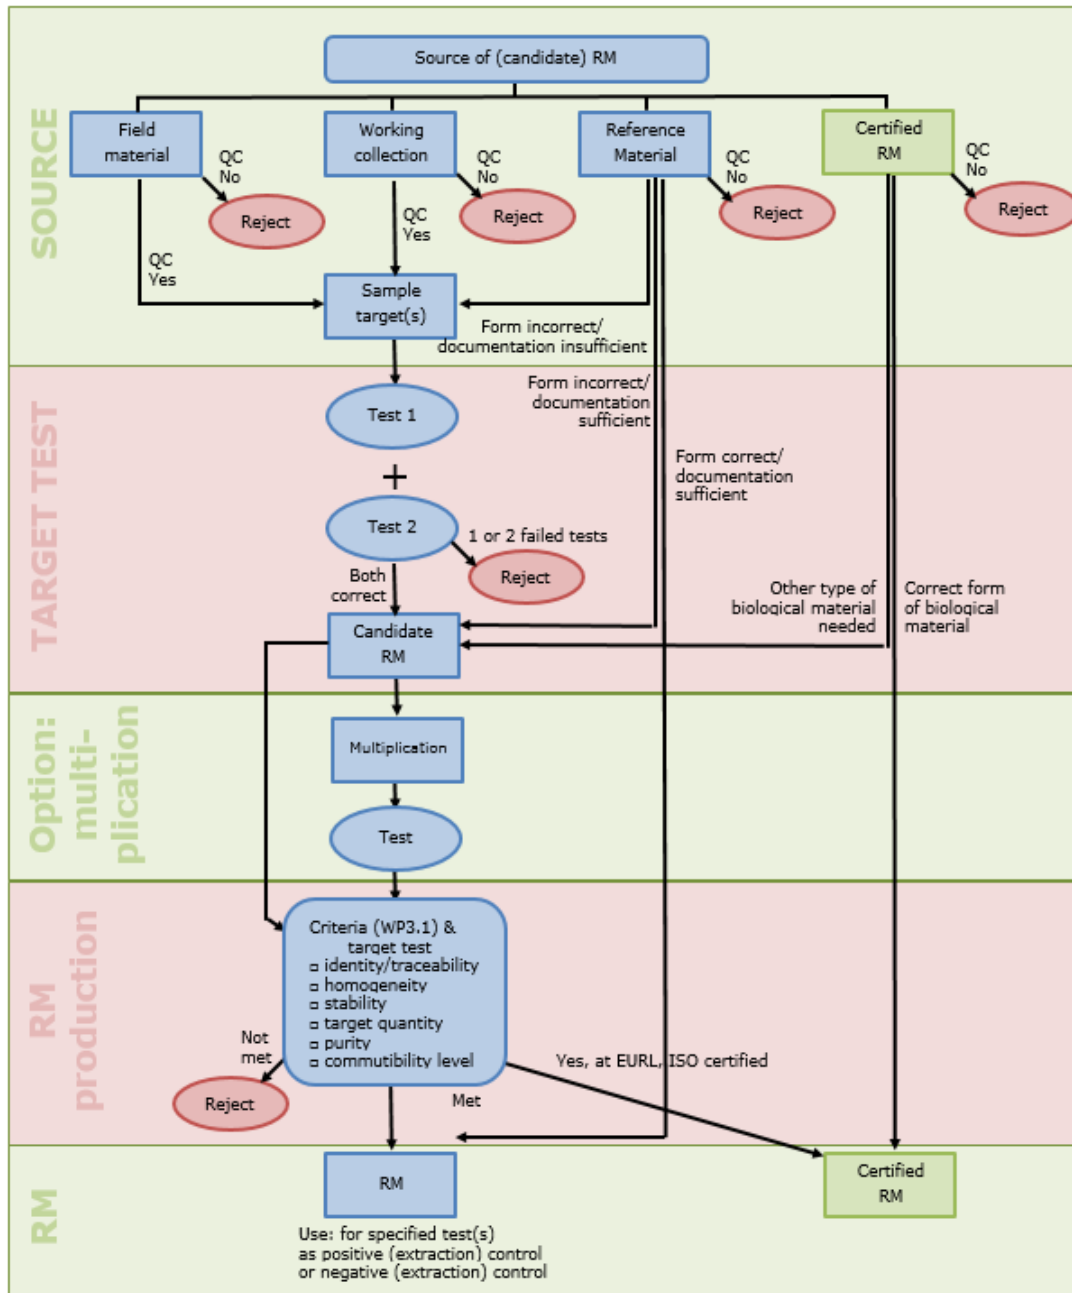 SOURCE
Source of (candidate) RM
Field
material
Working
collection
Reference
Material
Certified
RM
QC
No
Reject
QC
No
Reject
QC
No
Reject
QC
No
Reject
QC
Yes
QC
Yes
Sample
target(s)
Form incorrect/
documentation insufficient
TARGET TEST
Test 1
Form incorrect/
documentation
sufficient
Form correct/
documentation
sufficient
+
Test 2
1 or 2 failed tests
Reject
Both
correct
Other type of
biological material
needed
Correct form
of biological
material
Candidate
RM
Option:
multi-
plication
Multiplication
Test
RM
production
Criteria (WP3.1) &
target test
□ identity/traceability
□ homogeneity
□ stability
□ target quantity
□ purity
□ commutibility level
Not
met
Reject
Yes, at EURL, ISO certified
Met
RM
RM
Certified
RM
Use: for specified test(s)
as positive (extraction) control
or negative (extraction) control